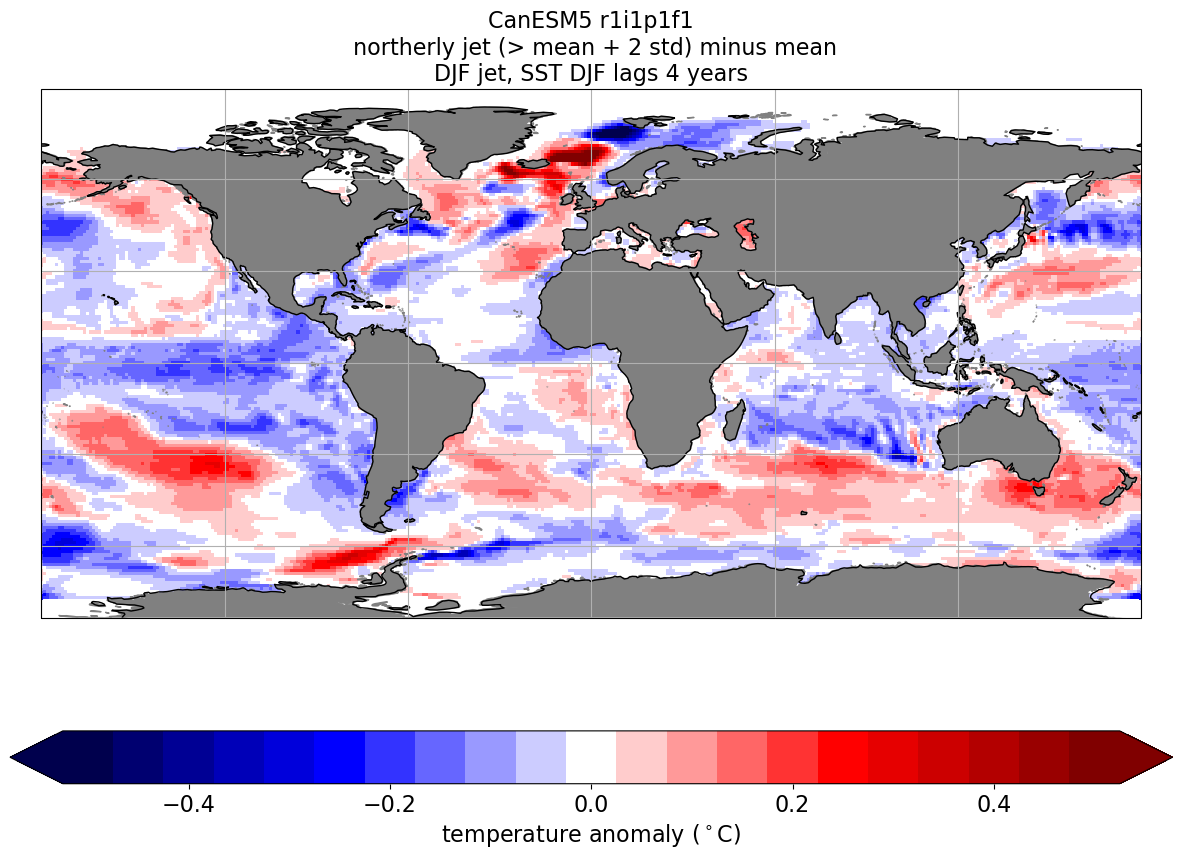 CanESM5 r1i1p1f1
northerly jet (> mean + 2 std) minus mean
DJF jet, SST DJF lags 4 years
−0.4 −0.2 0.0 0.2 0.4
temperature anomaly (°C)